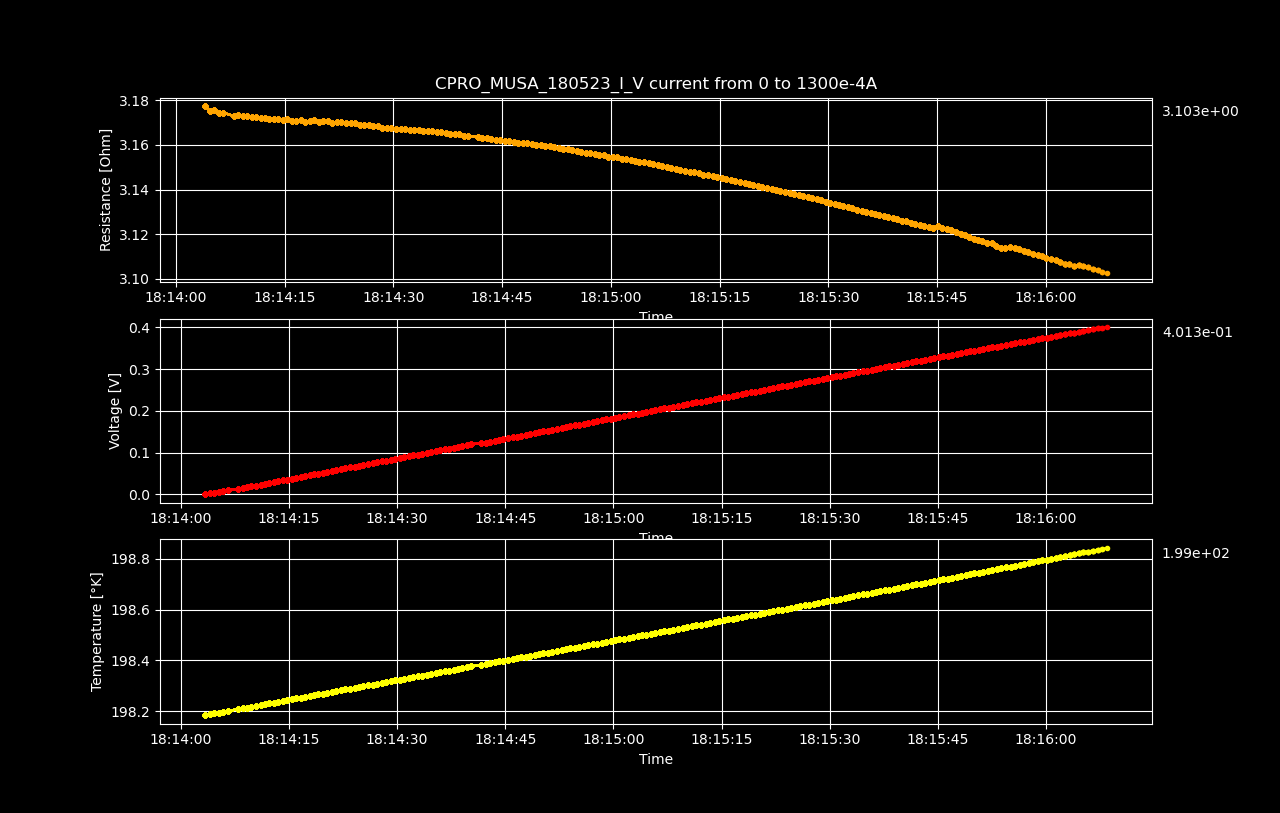 CPRO_MUSA_180523_I_V current from 0 to 1300e-4A
3.103e+00
Resistance [Ohm]
3.18
3.16
3.14
3.12
3.10
18:14:00 18:14:15 18:14:30 18:14:45 18:15:00 18:15:15 18:15:30 18:15:45 18:16:00
Time
4.013e-01
Voltage [V]
0.4
0.3
0.2
0.1
0.0
18:14:00 18:14:15 18:14:30 18:14:45 18:15:00 18:15:15 18:15:30 18:15:45 18:16:00
Time
1.99e+02
Temperature [°K]
198.8
198.6
198.4
198.2
18:14:00 18:14:15 18:14:30 18:14:45 18:15:00 18:15:15 18:15:30 18:15:45 18:16:00
Time